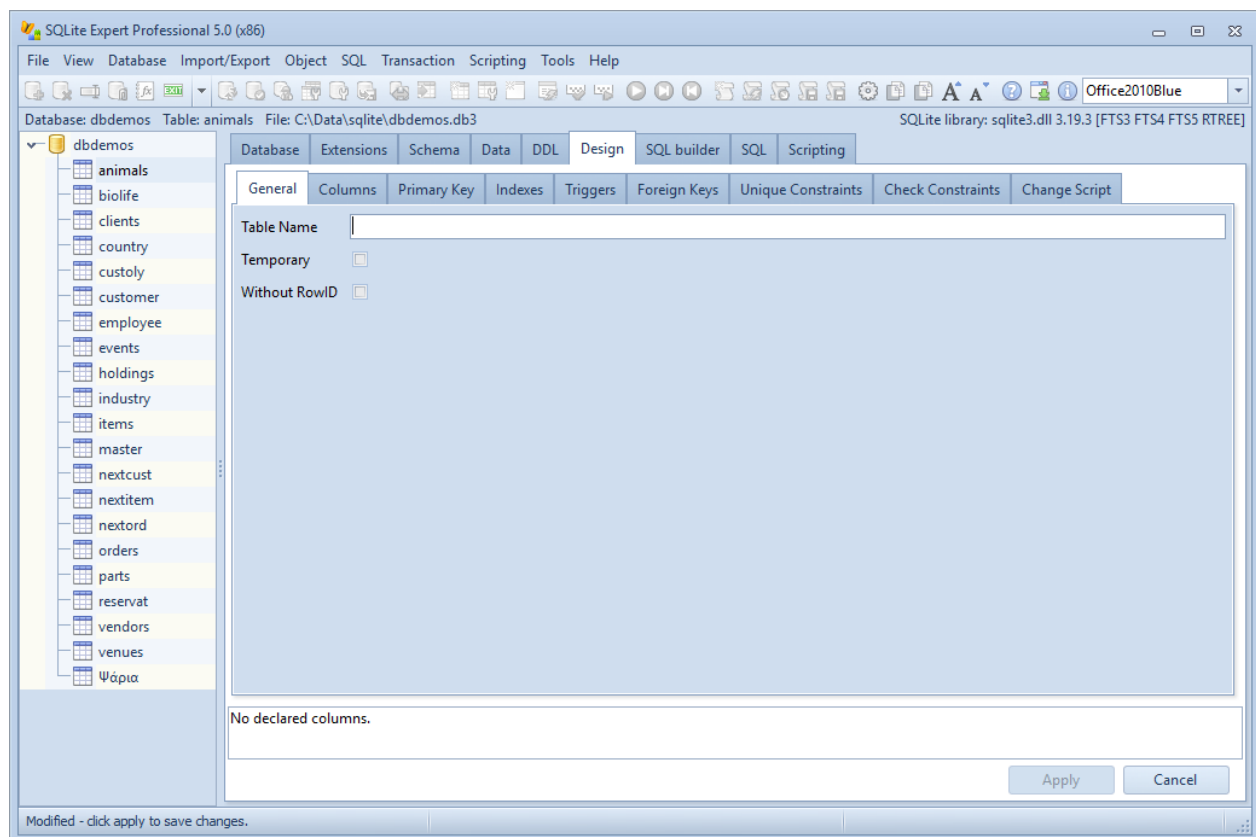 SQLite Expert Professional 5.0 (x86)
File View Database Import/Export Object SQL Transaction Scripting Tools Help
EXIT Office2010Blue
Database: dbdemos Table: animals File: C:\Data\sqlite\dbdemos.db3 SQLite library: sqlite3.dll 3.19.3 [FTS3 FTS4 FTS5 RTREE]
dbdemos
animals
biolife
clients
country
custoly
customer
employee
events
holdings
industry
items
master
nextcust
nextitem
nextord
orders
parts
reservat
vendors
venues
Ψάρια
Database Extensions Schema Data DDL Design SQL builder SQL Scripting
General Columns Primary Key Indexes Triggers Foreign Keys Unique Constraints Check Constraints Change Script
Table Name
Temporary
Without RowID
No declared columns.
Apply Cancel
Modified - click apply to save changes.